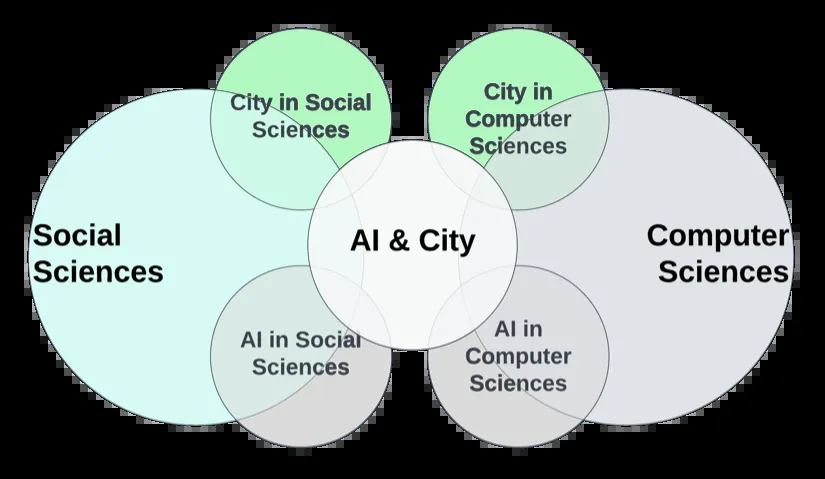 City in Social
Sciences
City in
Computer
Sciences
Social
Sciences
AI & City
Computer
Sciences
AI in Social
Sciences
AI in
Computer
Sciences